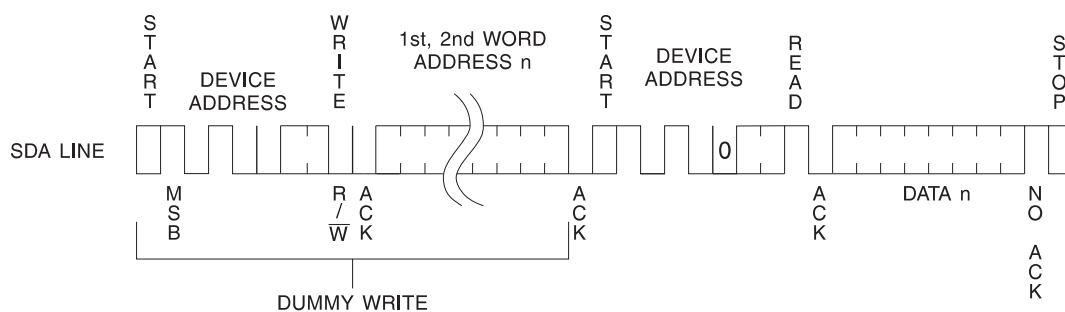 START
DEVICE
ADDRESS
WRITE
1st, 2nd WORD
ADDRESS n
START
DEVICE
ADDRESS
READ
STOP
SDA LINE
0
MSB
R/W
ACK
ACK
ACK
DATA n
NO ACK
DUMMY WRITE